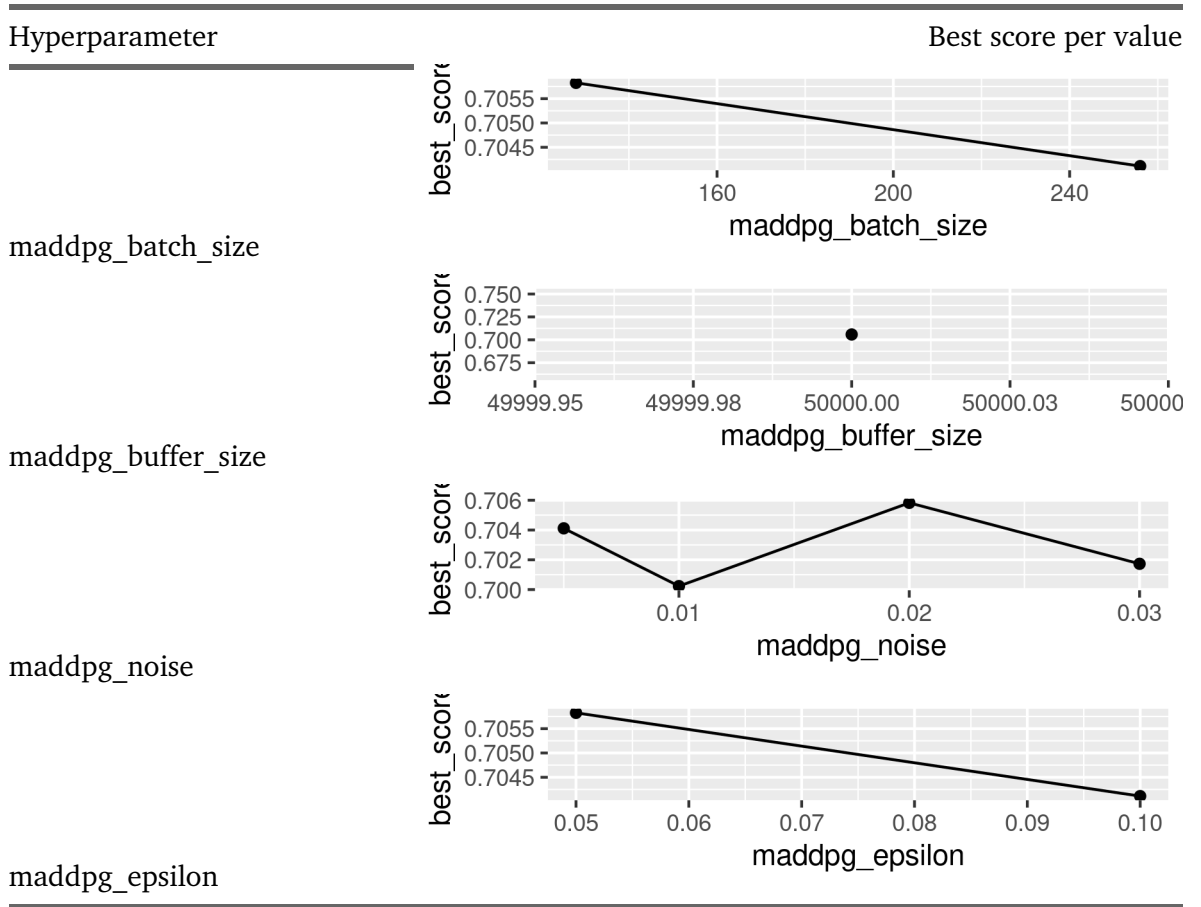 Hyperparameter Best score per value
best_score
0.7055
0.7050
0.7045
160 200 240
maddpg_batch_size
maddpg_batch_size
best_score
0.750
0.725
0.700
0.675
49999.95 49999.98 50000.00 50000.03 50000
maddpg_buffer_size
maddpg_buffer_size
best_score
0.706
0.704
0.702
0.700
0.01 0.02 0.03
maddpg_noise
maddpg_noise
best_score
0.7055
0.7050
0.7045
0.05 0.06 0.07 0.08 0.09 0.10
maddpg_epsilon
maddpg_epsilon